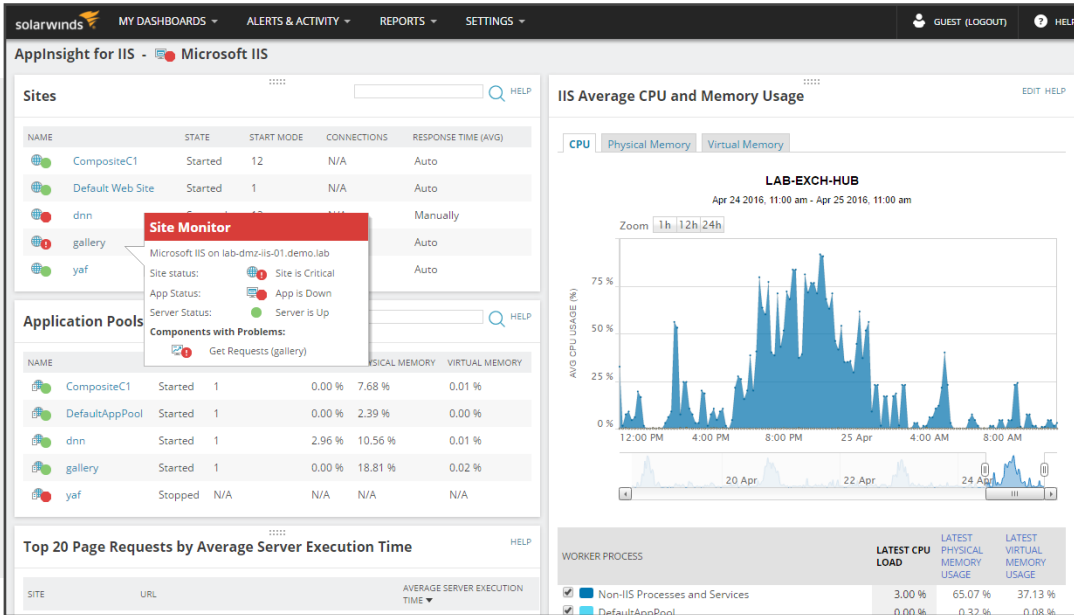 solarwinds MY DASHBOARDS ALERTS & ACTIVITY REPORTS SETTINGS GUEST (LOGOUT) ? HELP
AppInsight for IIS - Microsoft IIS
Sites HELP
NAME STATE START MODE CONNECTIONS RESPONSE TIME (AVG)
CompositeC1 Started 12 N/A Auto
Default Web Site Started 1 N/A Auto
dnn Manually
gallery Auto
yaf Auto
Site Monitor
Microsoft IIS on lab-dmz-iis-01.demo.lab
Site status: Site is Critical
App Status: App is Down
Server Status: Server is Up
Components with Problems:
Get Requests (gallery)
Application Pools HELP
NAME YSICAL MEMORY VIRTUAL MEMORY
CompositeC1 Started 1 0.00 % 7.68 % 0.01 %
DefaultAppPool Started 1 0.00 % 2.39 % 0.00 %
dnn Started 1 2.96 % 10.56 % 0.01 %
gallery Started 1 0.00 % 18.81 % 0.02 %
yaf Stopped N/A N/A N/A N/A
Top 20 Page Requests by Average Server Execution Time HELP
SITE URL AVERAGE SERVER EXECUTION
TIME
IIS Average CPU and Memory Usage EDIT HELP
CPU Physical Memory Virtual Memory
LAB-EXCH-HUB
Apr 24 2016, 11:00 am - Apr 25 2016, 11:00 am
Zoom 1h 12h 24h
AVG CPU USAGE (%)
75 %
50 %
25 %
0 %
12:00 PM 4:00 PM 8:00 PM 25 Apr 4:00 AM 8:00 AM
20 Apr 22 Apr 24 Apr
WORKER PROCESS
LATEST CPU
LOAD
LATEST
PHYSICAL
MEMORY
USAGE
LATEST
VIRTUAL
MEMORY
USAGE
Non-IIS Processes and Services 3.00 % 65.07 % 37.13 %
DefaultAppPool 0.00 % 0.32 % 0.08 %